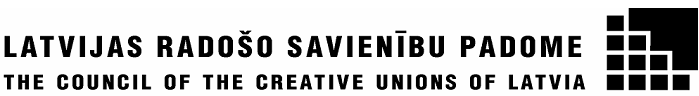 LATVIJAS RADOŠO SAVIENĪBU PADOME
THE COUNCIL OF THE CREATIVE UNIONS OF LATVIA